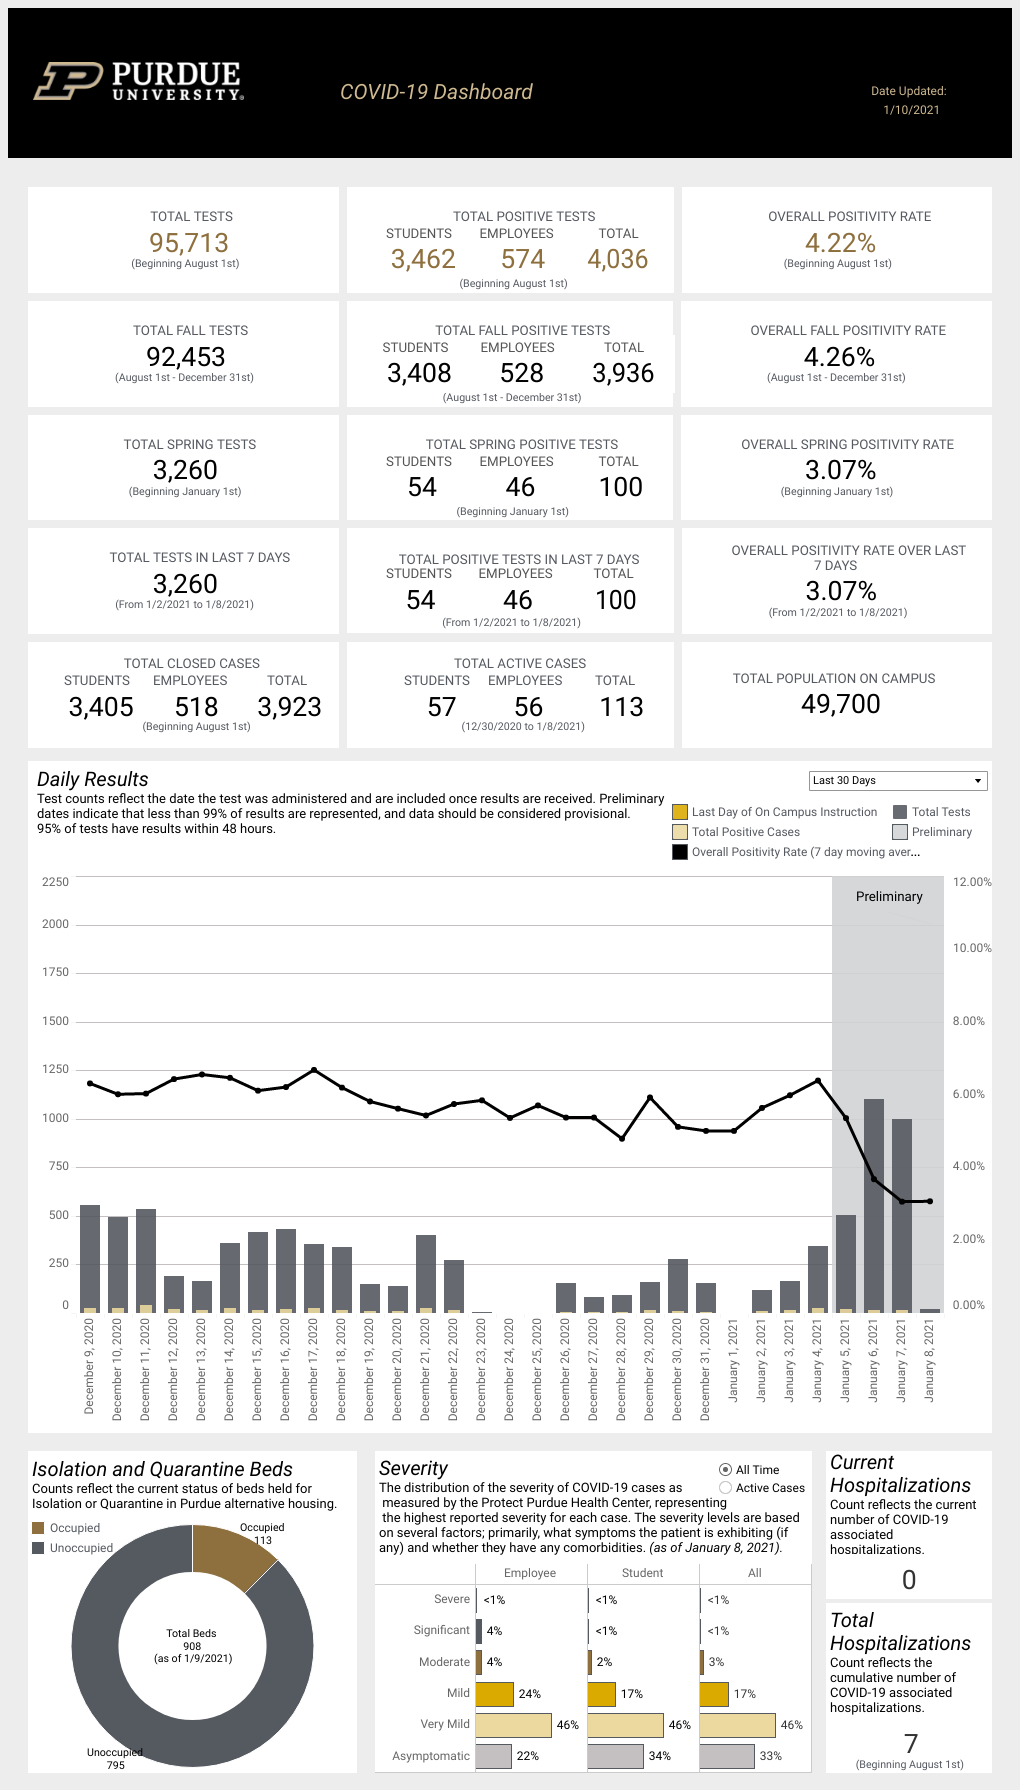 PURDUE
UNIVERSITY®
COVID-19 Dashboard
Date Updated:
1/10/2021
TOTAL TESTS
95,713
(Beginning August 1st)
TOTAL POSITIVE TESTS
STUDENTS EMPLOYEES TOTAL
3,462 574 4,036
(Beginning August 1st)
OVERALL POSITIVITY RATE
4.22%
(Beginning August 1st)
TOTAL FALL TESTS
92,453
(August 1st - December 31st)
TOTAL FALL POSITIVE TESTS
STUDENTS EMPLOYEES TOTAL
3,408 528 3,936
(August 1st - December 31st)
OVERALL FALL POSITIVITY RATE
4.26%
(August 1st - December 31st)
TOTAL SPRING TESTS
3,260
(Beginning January 1st)
TOTAL SPRING POSITIVE TESTS
STUDENTS EMPLOYEES TOTAL
54 46 100
(Beginning January 1st)
OVERALL SPRING POSITIVITY RATE
3.07%
(Beginning January 1st)
TOTAL TESTS IN LAST 7 DAYS
3,260
(From 1/2/2021 to 1/8/2021)
TOTAL POSITIVE TESTS IN LAST 7 DAYS
STUDENTS EMPLOYEES TOTAL
54 46 100
(From 1/2/2021 to 1/8/2021)
OVERALL POSITIVITY RATE OVER LAST
7 DAYS
3.07%
(From 1/2/2021 to 1/8/2021)
TOTAL CLOSED CASES
STUDENTS EMPLOYEES TOTAL
3,405 518 3,923
(Beginning August 1st)
TOTAL ACTIVE CASES
STUDENTS EMPLOYEES TOTAL
57 56 113
(12/30/2020 to 1/8/2021)
TOTAL POPULATION ON CAMPUS
49,700
Daily Results
Test counts reflect the date the test was administered and are included once results are received. Preliminary
dates indicate that less than 99% of results are represented, and data should be considered provisional.
95% of tests have results within 48 hours.
Last 30 Days
Last Day of On Campus Instruction Total Tests
Total Positive Cases Preliminary
Overall Positivity Rate (7 day moving aver...
Preliminary
2250
2000
1750
1500
1250
1000
750
500
250
0
12.00%
10.00%
8.00%
6.00%
4.00%
2.00%
0.00%
December 9, 2020
December 10, 2020
December 11, 2020
December 12, 2020
December 13, 2020
December 14, 2020
December 15, 2020
December 16, 2020
December 17, 2020
December 18, 2020
December 19, 2020
December 20, 2020
December 21, 2020
December 22, 2020
December 23, 2020
December 24, 2020
December 25, 2020
December 26, 2020
December 27, 2020
December 28, 2020
December 29, 2020
December 30, 2020
December 31, 2020
January 1, 2021
January 2, 2021
January 3, 2021
January 4, 2021
January 5, 2021
January 6, 2021
January 7, 2021
January 8, 2021
Isolation and Quarantine Beds
Counts reflect the current status of beds held for
Isolation or Quarantine in Purdue alternative housing.
Occupied
Unoccupied
Occupied
113
Total Beds
908
(as of 1/9/2021)
Unoccupied
795
Severity
All Time
Active Cases
The distribution of the severity of COVID-19 cases as
measured by the Protect Purdue Health Center, representing
the highest reported severity for each case. The severity levels are based
on several factors; primarily, what symptoms the patient is exhibiting (if
any) and whether they have any comorbidities. (as of January 8, 2021).
Employee Student All
Severe <1% <1% <1%
Significant 4% <1% <1%
Moderate 4% 2% 3%
Mild 24% 17% 17%
Very Mild 46% 46% 46%
Asymptomatic 22% 34% 33%
Current
Hospitalizations
Count reflects the current
number of COVID-19
associated
hospitalizations.
0
Total
Hospitalizations
Count reflects the
cumulative number of
COVID-19 associated
hospitalizations.
7
(Beginning August 1st)